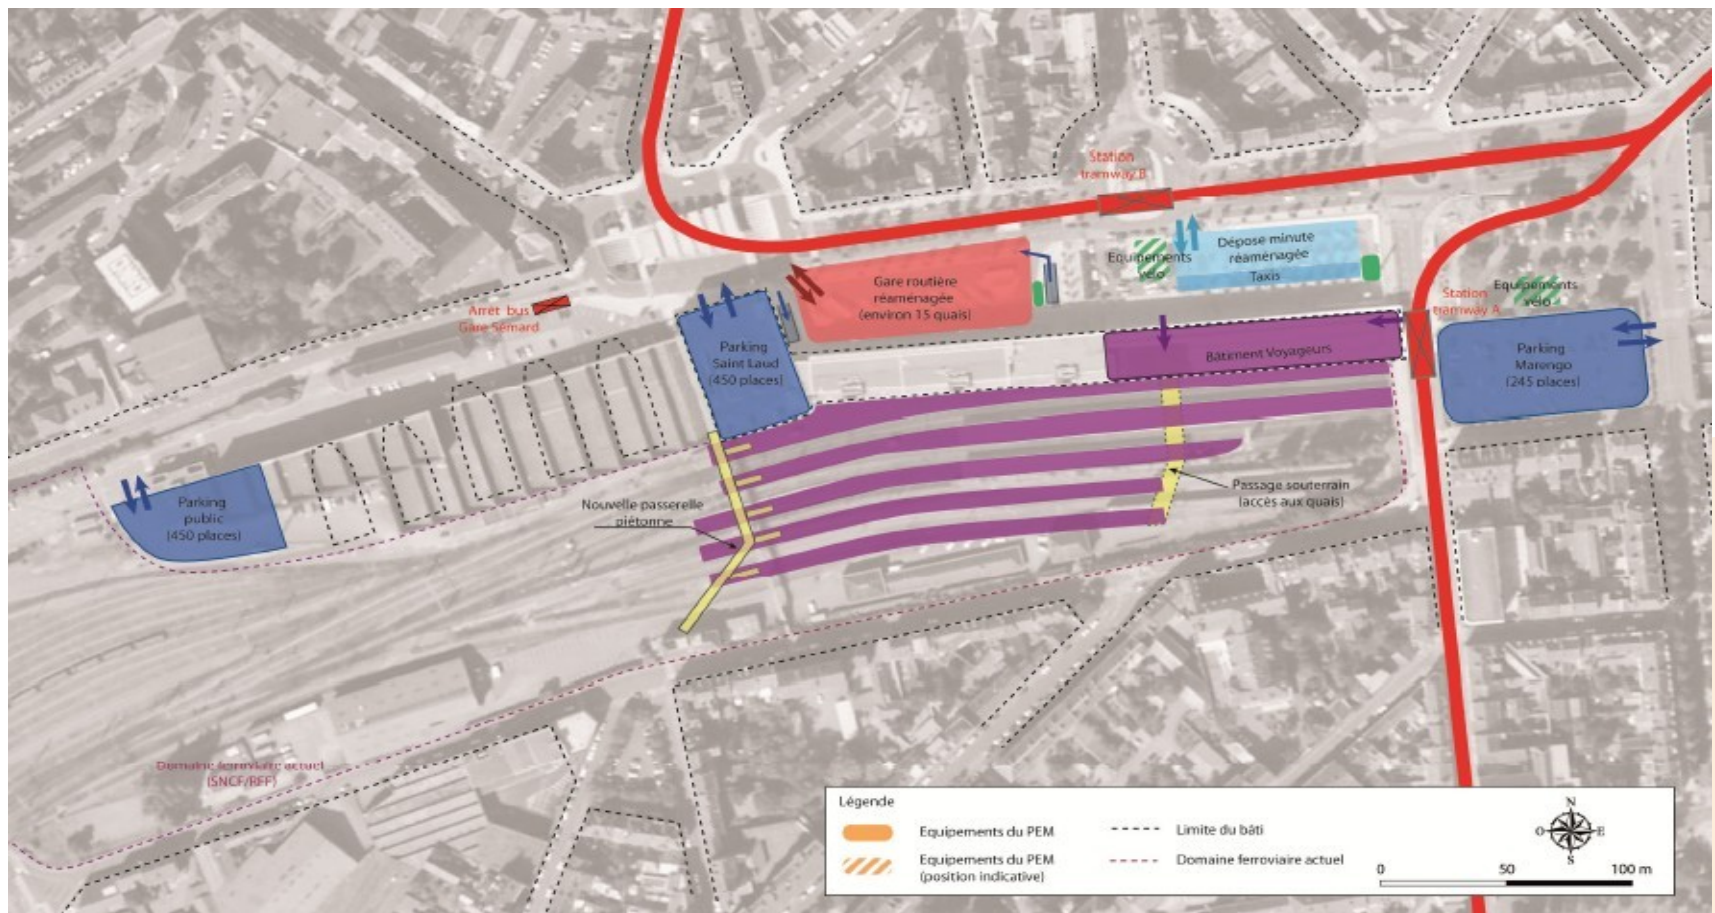 Station
tramway B
Dépose minute
réaménagée
Taxis
Equipements
vélo
Gare routière
réaménagée
(environ 15 quais)
Equipements
vélo
Station
tramway A
Arrêt bus
Gare Sémard
Parking
Saint Laud
(450 places)
Bâtiment Voyageurs
Parking
Marengo
(245 places)
Parking
public
(450 places)
Nouvelle passerelle
piétonne
Passage souterrain
(accès aux quais)
Domaine ferroviaire actuel
(SNCF/RFF)
Légende
Equipements du PEM
Equipements du PEM
(position indicative)
Limite du bâti
Domaine ferroviaire actuel
N
O
E
S
0 50 100 m